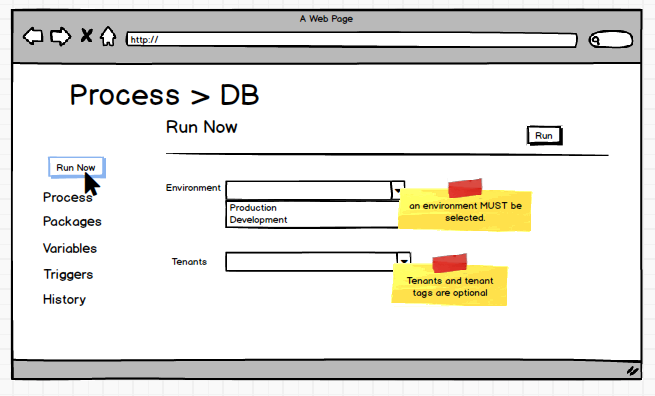 A Web Page
http://
Process > DB
Run Now
Run
Run Now
Process
Packages
Variables
Triggers
History
Environment
Production
Development
an environment MUST be
selected.
Tenants
Tenants and tenant
tags are optional